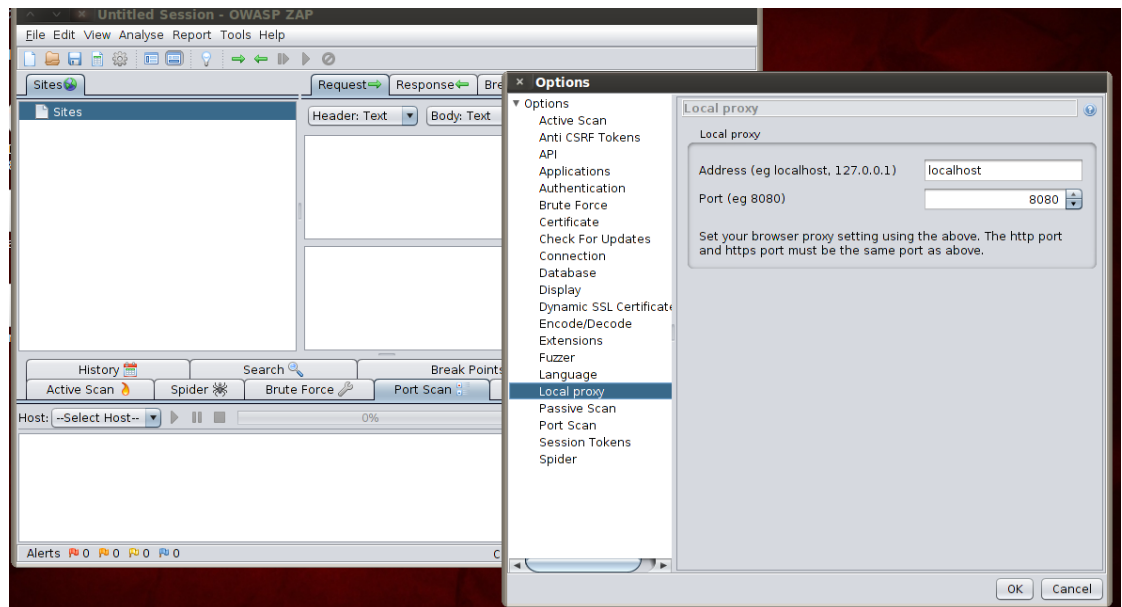 Untitled Session - OWASP ZAP
File Edit View Analyse Report Tools Help
Sites
Request
Response
Sites
Header: Text
Body: Text
History
Search
Break Points
Active Scan
Spider
Brute Force
Port Scan
Host:
--Select Host--
0%
Alerts 0 0 0 0
Options
Options
Active Scan
Anti CSRF Tokens
API
Applications
Authentication
Brute Force
Certificate
Check For Updates
Connection
Database
Display
Dynamic SSL Certificate
Encode/Decode
Extensions
Fuzzer
Language
Local proxy
Passive Scan
Port Scan
Session Tokens
Spider
Local proxy
Local proxy
Address (eg localhost, 127.0.0.1)
localhost
Port (eg 8080)
8080
Set your browser proxy setting using the above. The http port
and https port must be the same port as above.
OK
Cancel